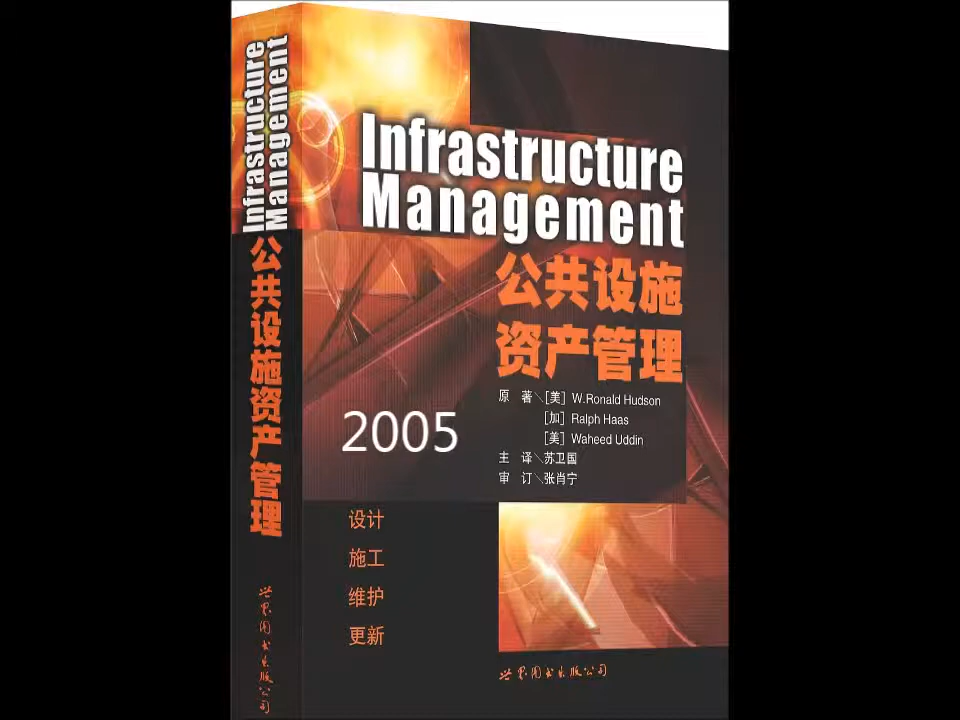 Infrastructure
Management
公共设施资产管理
世界图书出版公司
Infrastructure
Management
公共设施
资产管理
原 著＼[美] W.Ronald Hudson
[加] Ralph Haas
[美] Waheed Uddin
主 译＼苏卫国
审 订＼张肖宁
2005
设计
施工
维护
更新
世界图书出版公司